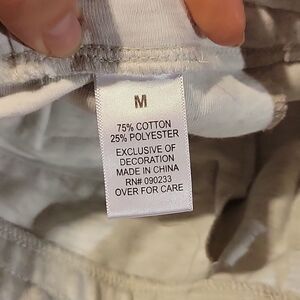 M
75% COTTON
25% POLYESTER
EXCLUSIVE OF
DECORATION
MADE IN CHINA
RN# 090233
OVER FOR CARE